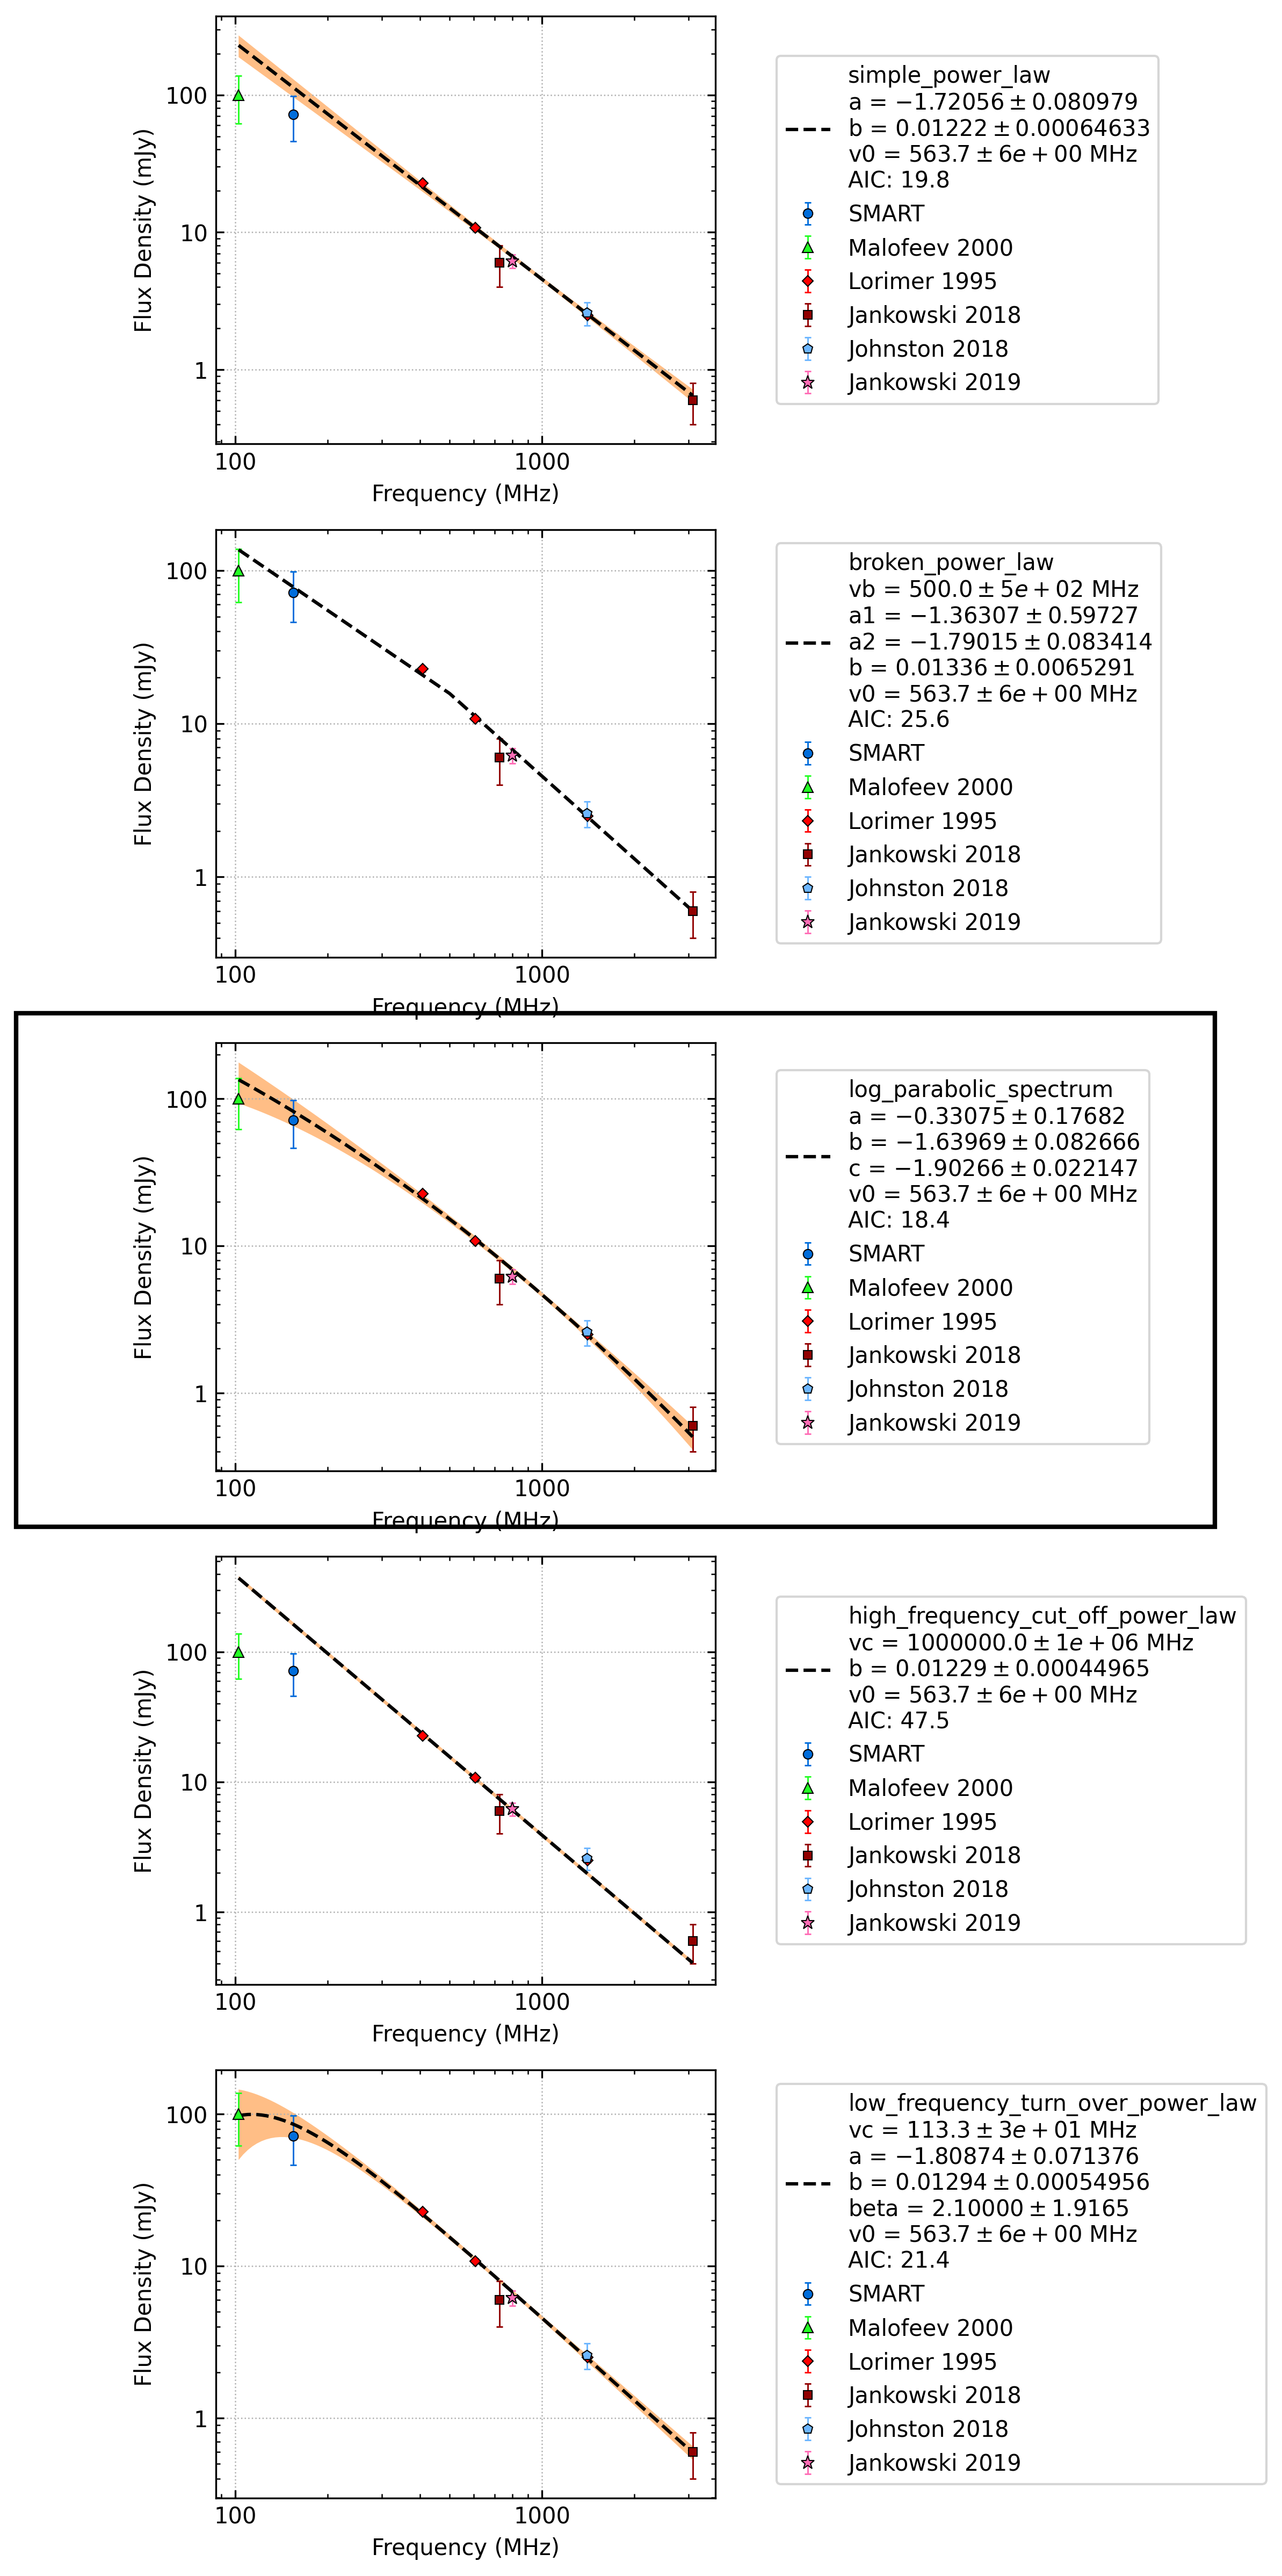 100
10
1
Flux Density (mJy)
100
1000
Frequency (MHz)
simple_power_law
a = −1.72056 ± 0.080979
b = 0.01222 ± 0.00064633
v0 = 563.7 ± 6e + 00 MHz
AIC: 19.8
SMART
Malofeev 2000
Lorimer 1995
Jankowski 2018
Johnston 2018
Jankowski 2019
100
10
1
Flux Density (mJy)
100
1000
Frequency (MHz)
broken_power_law
vb = 500.0 ± 5e + 02 MHz
a1 = −1.36307 ± 0.59727
a2 = −1.79015 ± 0.083414
b = 0.01336 ± 0.0065291
v0 = 563.7 ± 6e + 00 MHz
AIC: 25.6
SMART
Malofeev 2000
Lorimer 1995
Jankowski 2018
Johnston 2018
Jankowski 2019
100
10
1
Flux Density (mJy)
100
1000
Frequency (MHz)
log_parabolic_spectrum
a = −0.33075 ± 0.17682
b = −1.63969 ± 0.082666
c = −1.90266 ± 0.022147
v0 = 563.7 ± 6e + 00 MHz
AIC: 18.4
SMART
Malofeev 2000
Lorimer 1995
Jankowski 2018
Johnston 2018
Jankowski 2019
100
10
1
Flux Density (mJy)
100
1000
Frequency (MHz)
high_frequency_cut_off_power_law
vc = 1000000.0 ± 1e + 06 MHz
b = 0.01229 ± 0.00044965
v0 = 563.7 ± 6e + 00 MHz
AIC: 47.5
SMART
Malofeev 2000
Lorimer 1995
Jankowski 2018
Johnston 2018
Jankowski 2019
100
10
1
Flux Density (mJy)
100
1000
Frequency (MHz)
low_frequency_turn_over_power_law
vc = 113.3 ± 3e + 01 MHz
a = −1.80874 ± 0.071376
b = 0.01294 ± 0.00054956
beta = 2.10000 ± 1.9165
v0 = 563.7 ± 6e + 00 MHz
AIC: 21.4
SMART
Malofeev 2000
Lorimer 1995
Jankowski 2018
Johnston 2018
Jankowski 2019